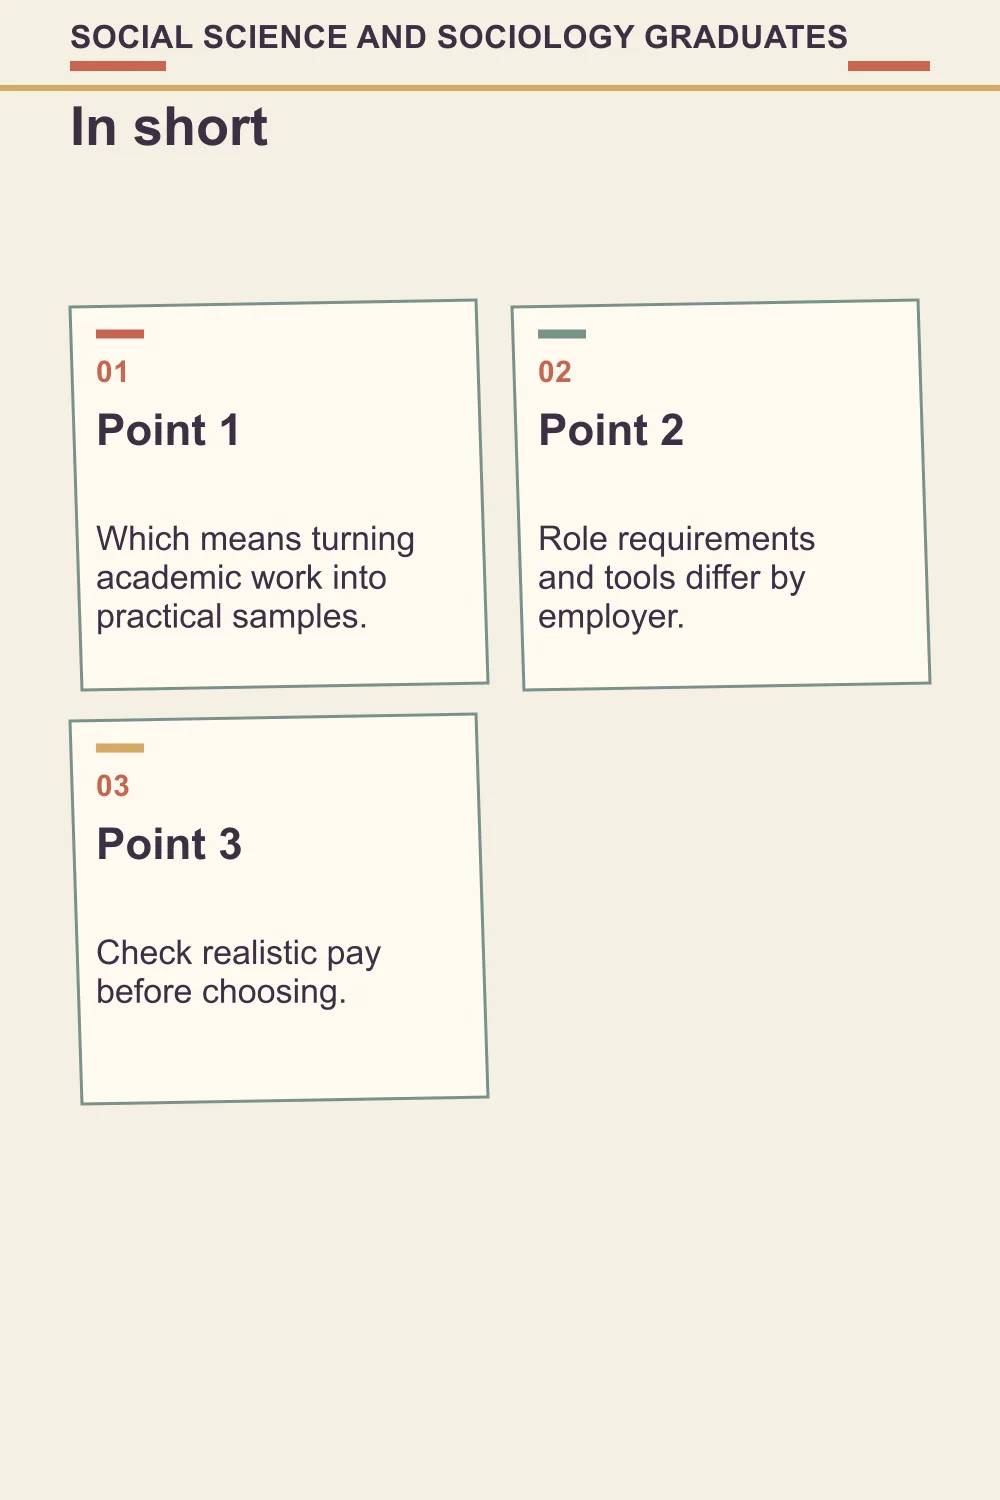 SOCIAL SCIENCE AND SOCIOLOGY GRADUATES
In short
01
Point 1
Which means turning
academic work into
practical samples.
02
Point 2
Role requirements
and tools differ by
employer.
03
Point 3
Check realistic pay
before choosing.